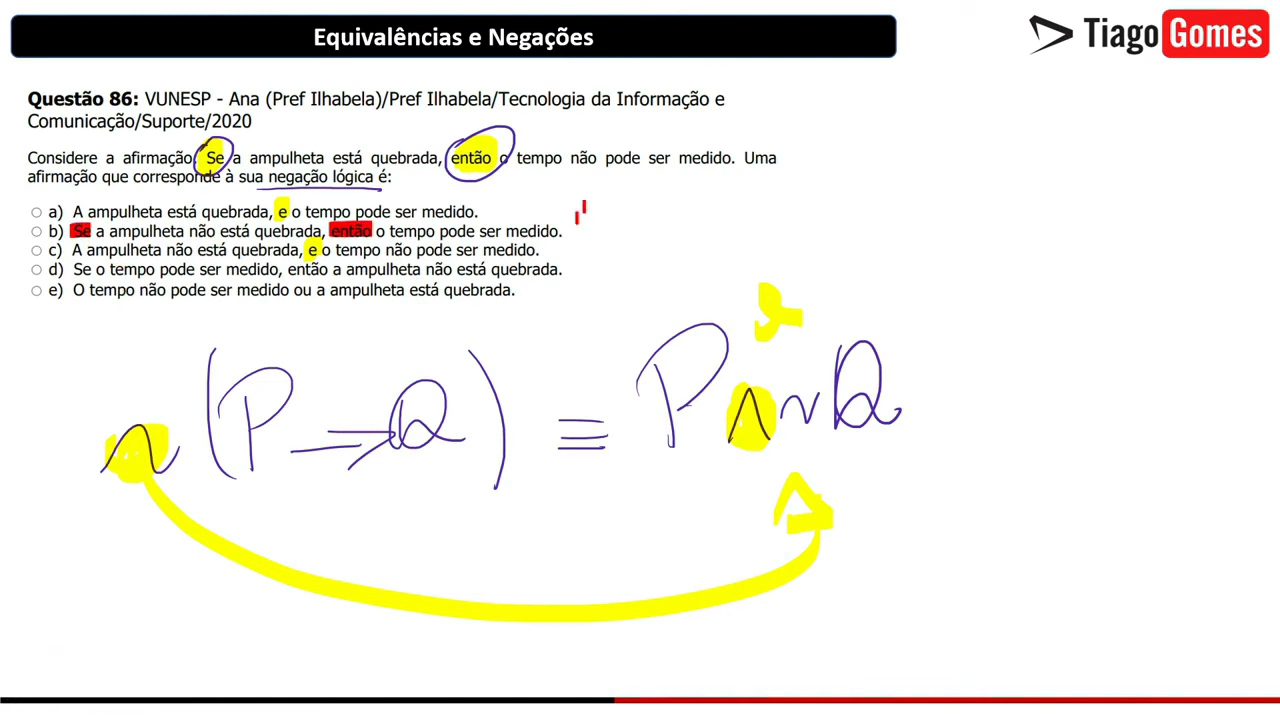 Equivalências e Negações
Tiago Gomes
Questão 86: VUNESP - Ana (Pref Ilhabela)/Pref Ilhabela/Tecnologia da Informação e
Comunicação/Suporte/2020
Considere a afirmação: Se a ampulheta está quebrada, então o tempo não pode ser medido. Uma
afirmação que corresponde à sua negação lógica é:
a) A ampulheta está quebrada, e o tempo pode ser medido.
b) Se a ampulheta não está quebrada, então o tempo pode ser medido.
c) A ampulheta não está quebrada, e o tempo não pode ser medido.
d) Se o tempo pode ser medido, então a ampulheta não está quebrada.
e) O tempo não pode ser medido ou a ampulheta está quebrada.
e
~(P → Q) ≡ P ∧ ~Q